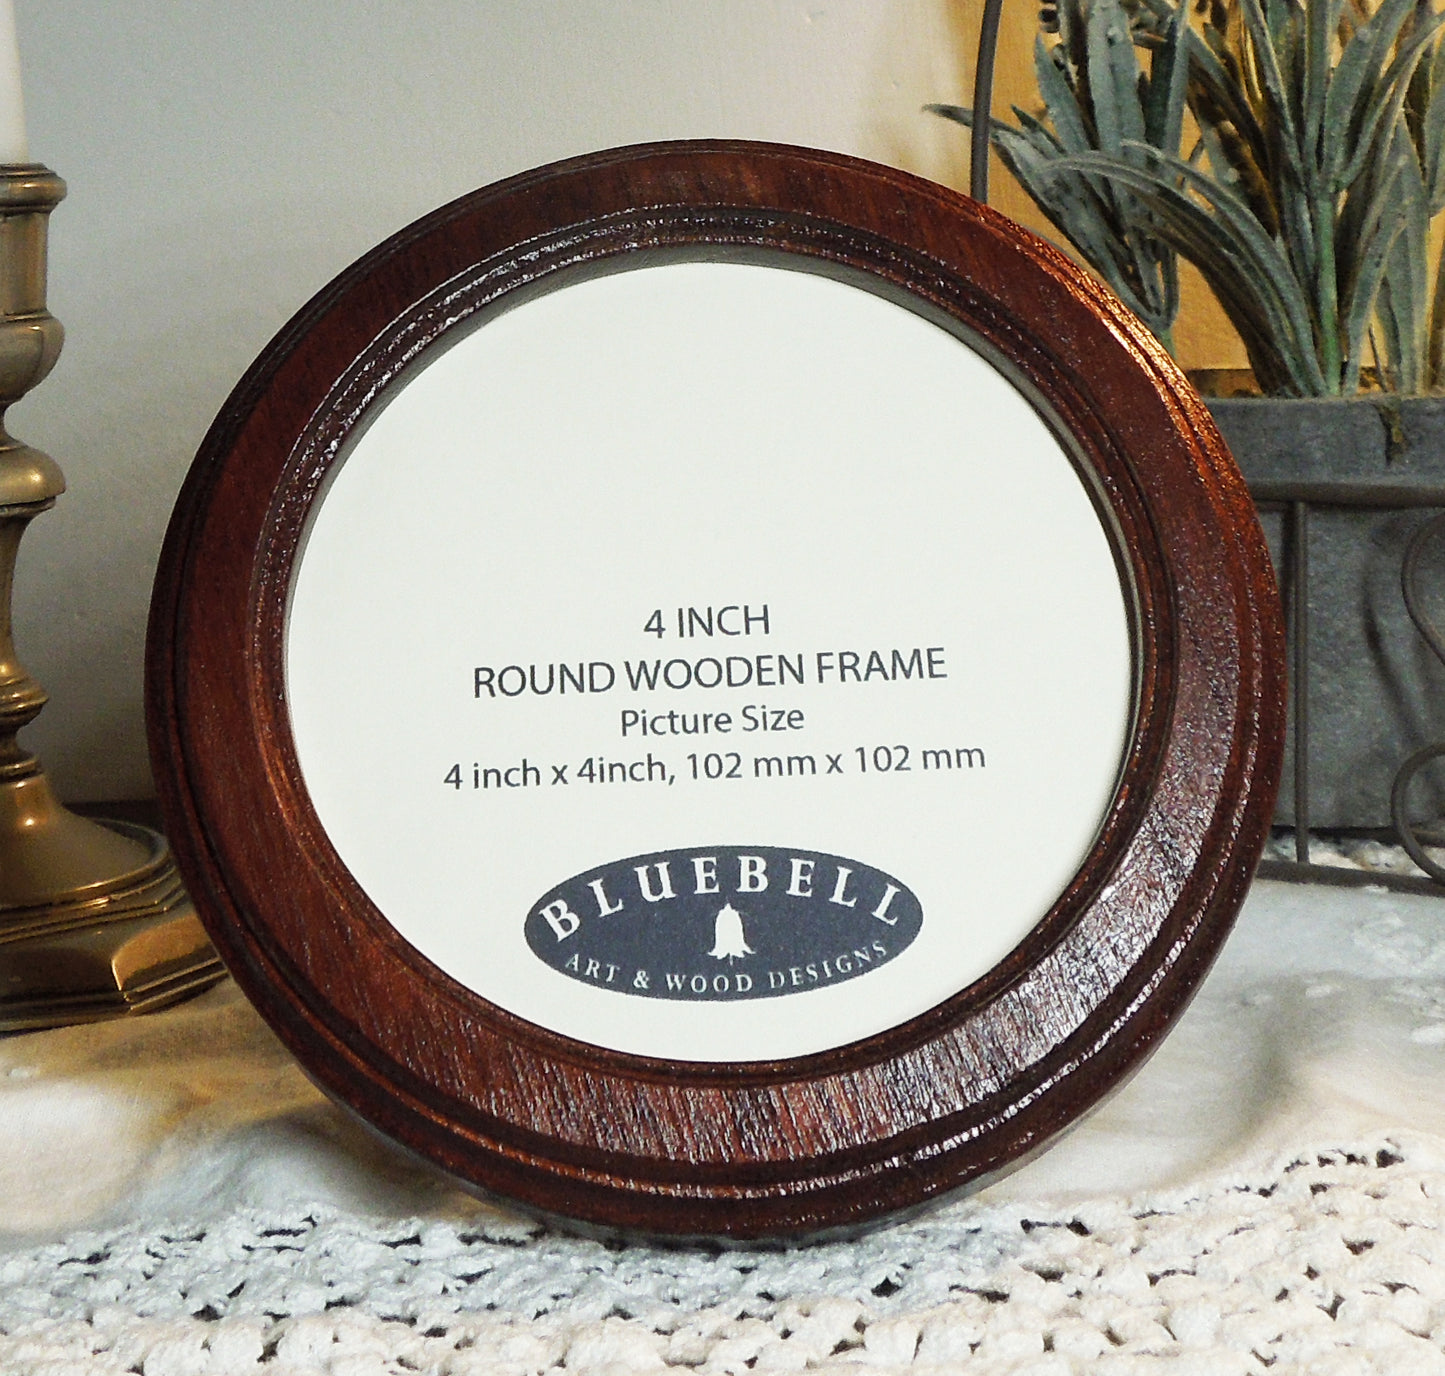 4 INCH
ROUND WOODEN FRAME
Picture Size
4 inch x 4inch, 102 mm x 102 mm
BLUEBELL
ART & WOOD DESIGNS